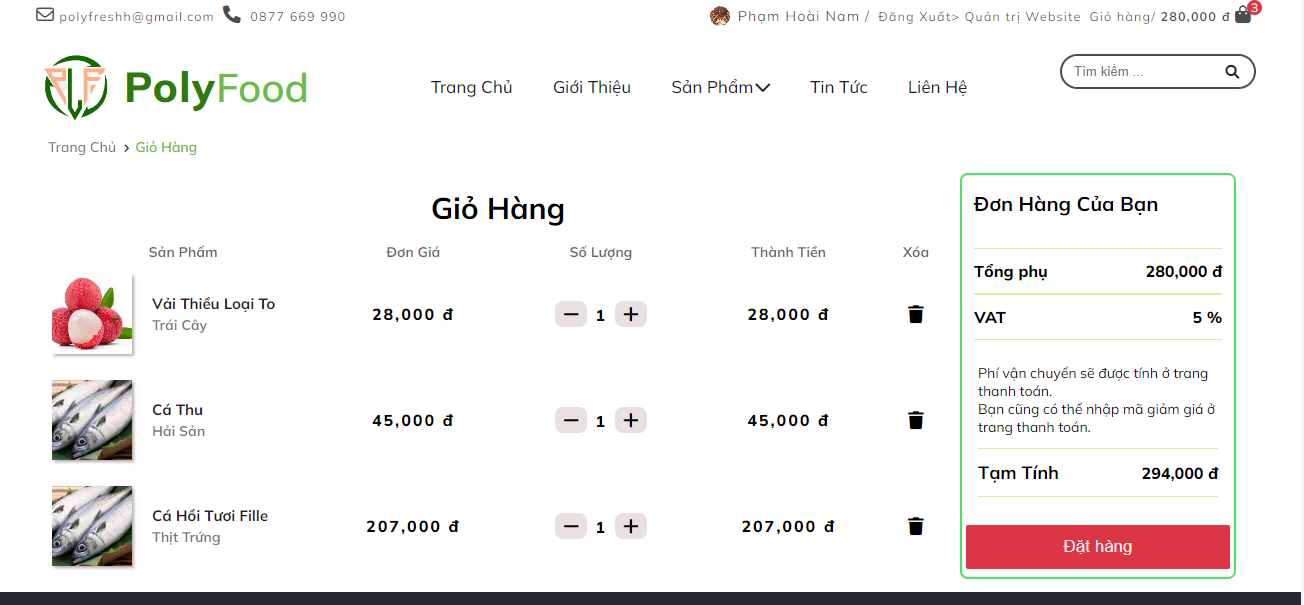 polyfreshh@gmail.com 0877 669 990 Phạm Hoài Nam / Đăng Xuất> Quản trị Website Giỏ hàng/ 280,000 đ 3
PolyFood Trang Chủ Giới Thiệu Sản Phẩm Tin Tức Liên Hệ Tìm kiếm ...
Trang Chủ > Giỏ Hàng
Giỏ Hàng
Sản Phẩm Đơn Giá Số Lượng Thành Tiền Xóa
Vải Thiều Loại To
Trái Cây
28,000 đ 1 28,000 đ
Cá Thu
Hải Sản
45,000 đ 1 45,000 đ
Cá Hồi Tươi Fille
Thịt Trứng
207,000 đ 1 207,000 đ
Đơn Hàng Của Bạn
Tổng phụ 280,000 đ
VAT 5 %
Phí vận chuyển sẽ được tính ở trang
thanh toán.
Bạn cũng có thể nhập mã giảm giá ở
trang thanh toán.
Tạm Tính 294,000 đ
Đặt hàng